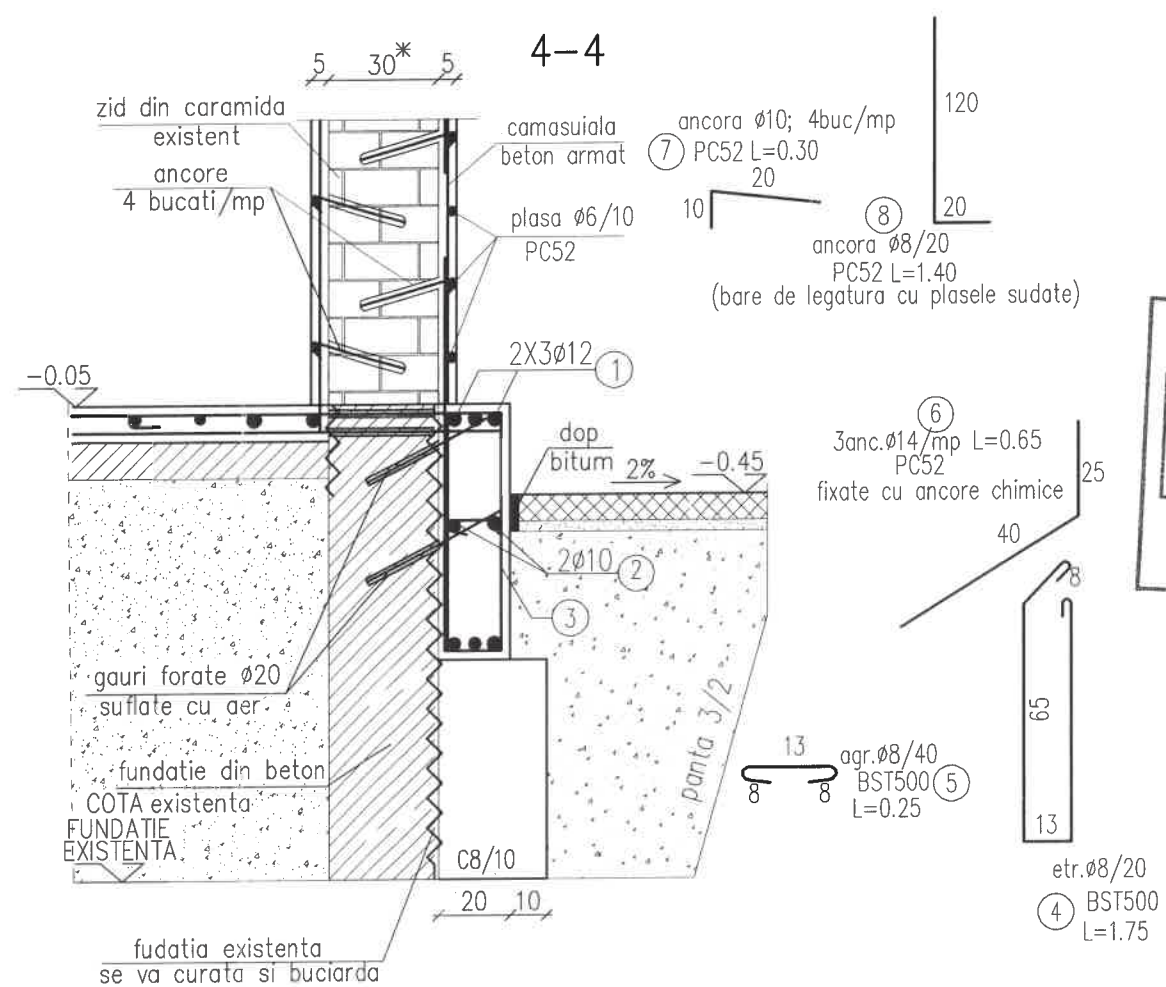 4-4
5 30* 5
zid din caramida
existent
ancore
4 bucati/mp
camasuiala
beton armat
plasa ø6/10
PC52
ancora ø10; 4buc/mp
7 PC52 L=0.30
20
10
120
20
8
ancora ø8/20
PC52 L=1.40
(bare de legatura cu plasele sudate)
-0.05
2X3ø12 1
dop
bitum
2%
-0.45
6
3anc.ø14/mp L=0.65
PC52
fixate cu ancore chimice
25
40
2ø10 2
3
gauri forate ø20
suflate cu aer
fundatie din beton
existenta
COTA
FUNDATIE
EXISTENTA
panta 3/2
C8/10
20 10
fudatia existenta
se va curata si buciarda
13
8 8
agr.ø8/40
BST500 5
L=0.25
8
65
13
etr.ø8/20
4 BST500
L=1.75